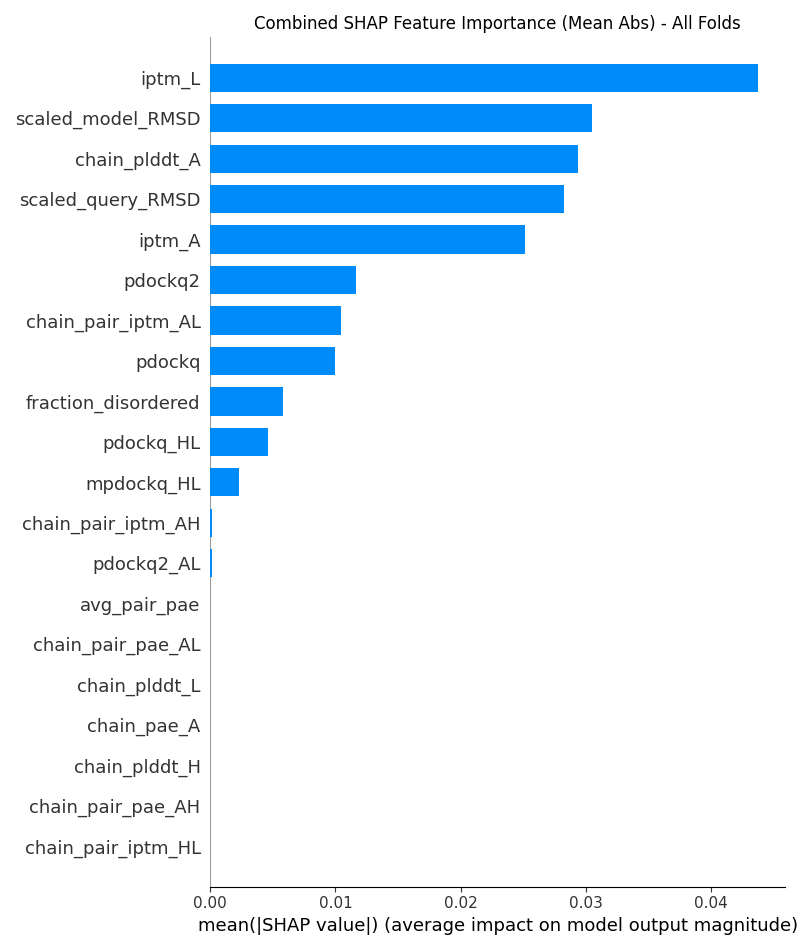 Combined SHAP Feature Importance (Mean Abs) - All Folds
iptm_L
scaled_model_RMSD
chain_plddt_A
scaled_query_RMSD
iptm_A
pdockq2
chain_pair_iptm_AL
pdockq
fraction_disordered
pdockq_HL
mpdockq_HL
chain_pair_iptm_AH
pdockq2_AL
avg_pair_pae
chain_pair_pae_AL
chain_plddt_L
chain_pae_A
chain_plddt_H
chain_pair_pae_AH
chain_pair_iptm_HL
0.00 0.01 0.02 0.03 0.04
mean(|SHAP value|) (average impact on model output magnitude)